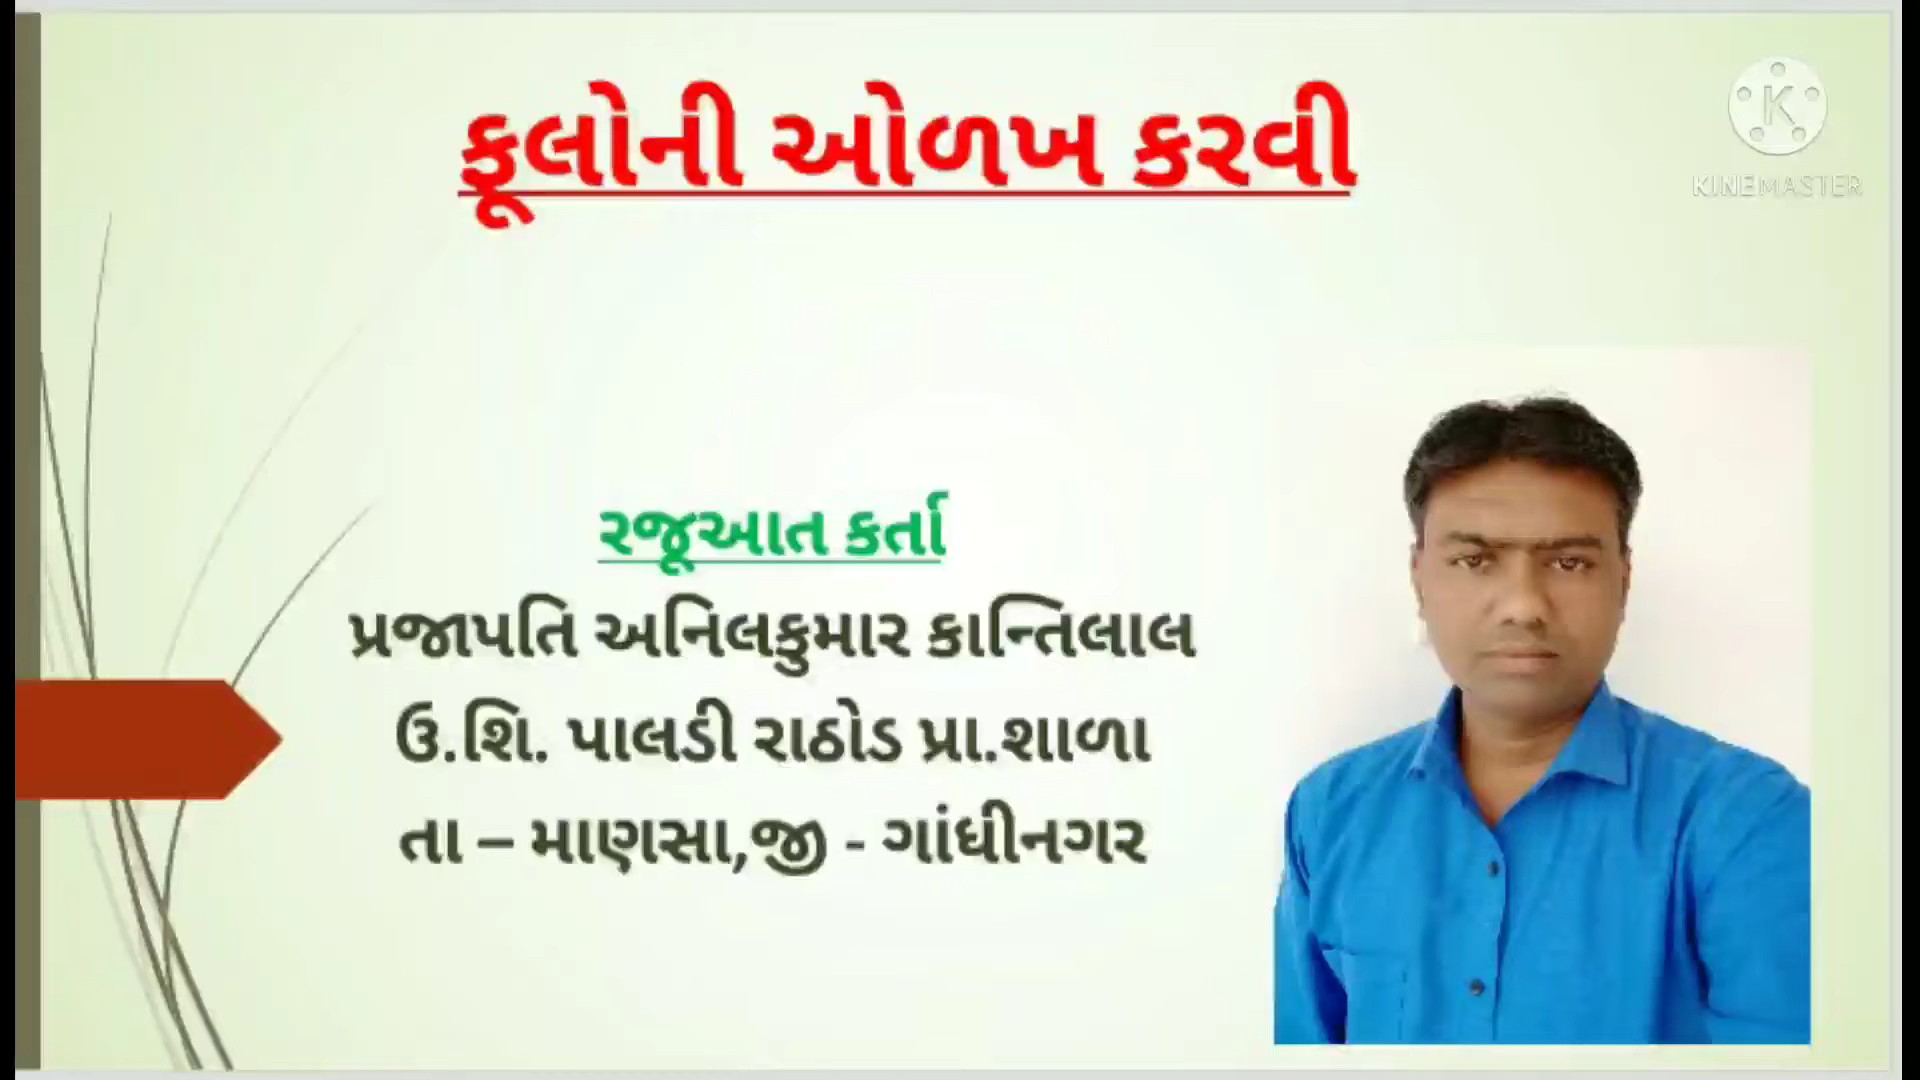 ફૂલોની ઓળખ કરવી
KINEMASTER
રજૂઆત કર્તા
પ્રજાપતિ અનિલકુમાર કાન્તિલાલ
ઉ.શિ. પાલડી રાઠોડ પ્રા.શાળા
તા – માણસા,જી - ગાંધીનગર